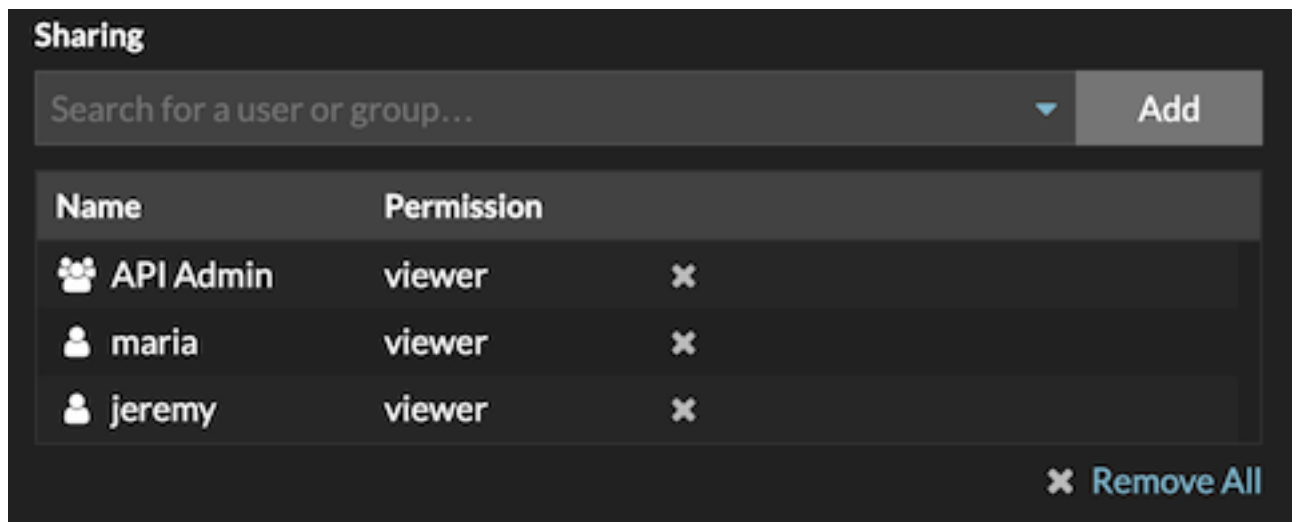 Sharing
Search for a user or group...
Add
Name Permission
API Admin viewer
maria viewer
jeremy viewer
Remove All